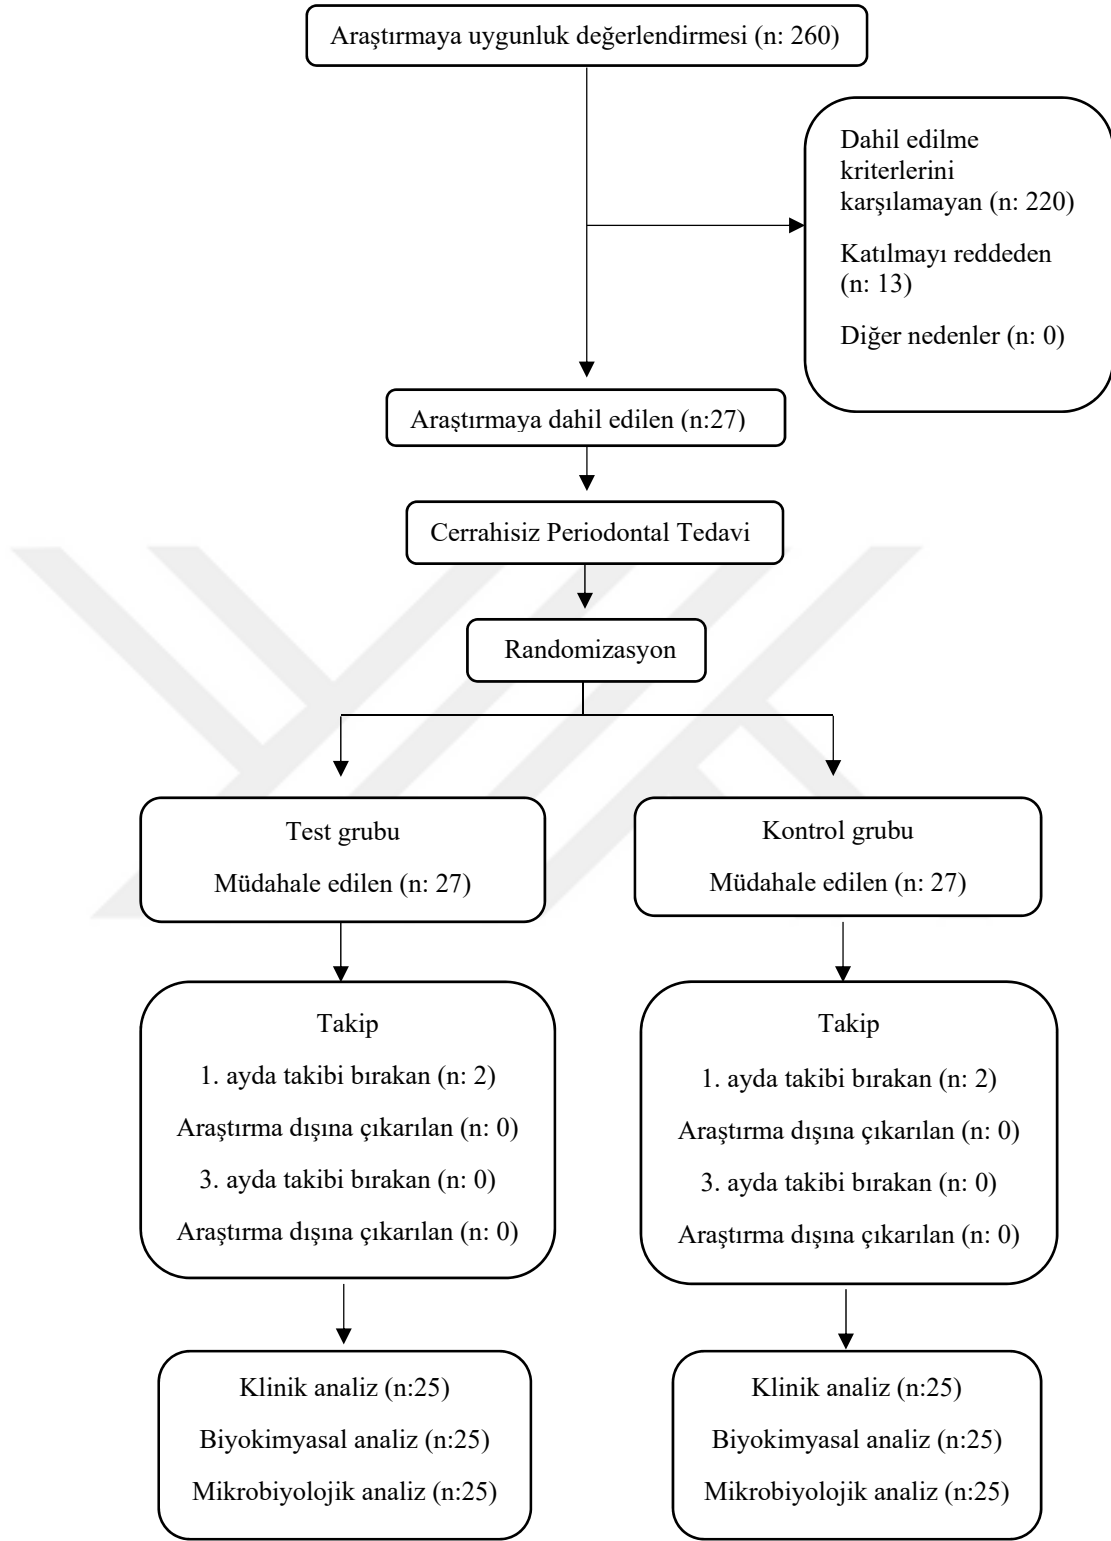 Araştırmaya uygunluk değerlendirmesi (n: 260)
Dahil edilme
kriterlerini
karşılamayan (n: 220)
Katılmayı reddeden
(n: 13)
Diğer nedenler (n: 0)
Araştırmaya dahil edilen (n:27)
Cerrahisiz Periodontal Tedavi
Randomizasyon
Test grubu
Müdahale edilen (n: 27)
Kontrol grubu
Müdahale edilen (n: 27)
Takip
1. ayda takibi bırakan (n: 2)
Araştırma dışına çıkarılan (n: 0)
3. ayda takibi bırakan (n: 0)
Araştırma dışına çıkarılan (n: 0)
Takip
1. ayda takibi bırakan (n: 2)
Araştırma dışına çıkarılan (n: 0)
3. ayda takibi bırakan (n: 0)
Araştırma dışına çıkarılan (n: 0)
Klinik analiz (n:25)
Biyokimyasal analiz (n:25)
Mikrobiyolojik analiz (n:25)
Klinik analiz (n:25)
Biyokimyasal analiz (n:25)
Mikrobiyolojik analiz (n:25)